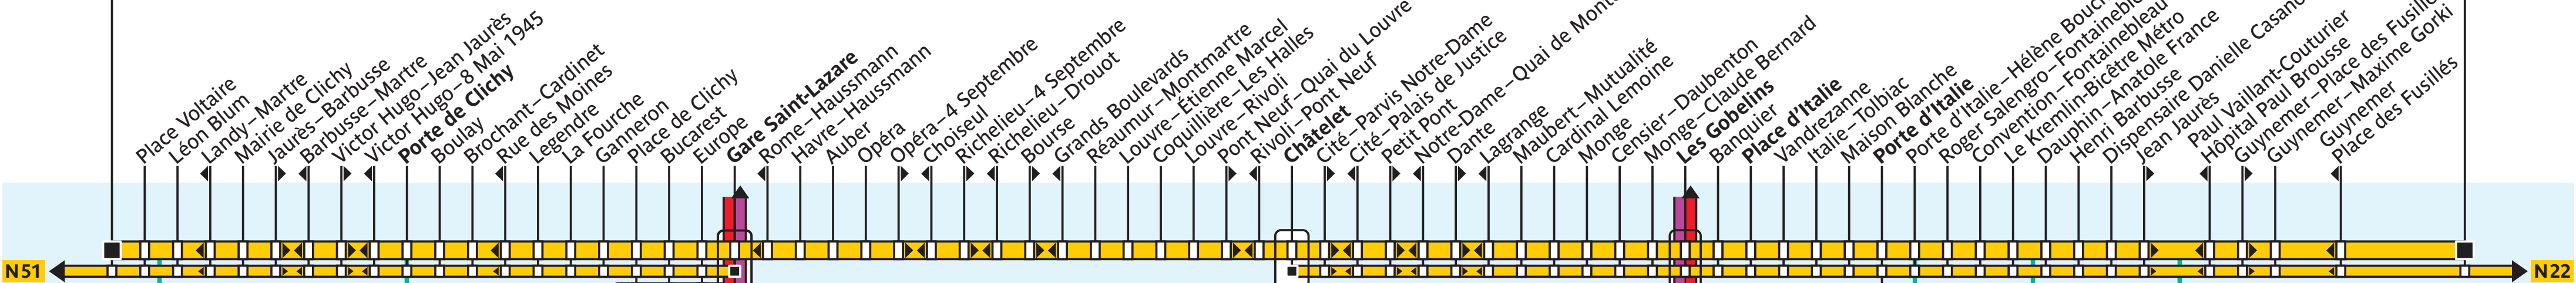 Place Voltaire
Léon Blum
Landy–Martre
Mairie de Clichy
Jaurès–Barbusse
Barbusse–Martre
Victor Hugo–Jean Jaurès
Victor Hugo–8 Mai 1945
Porte de Clichy
Boulay
Brochant–Cardinet
Rue des Moines
Legendre
La Fourche
Ganneron
Place de Clichy
Bucarest
Europe
Gare Saint-Lazare
Rome–Haussmann
Havre–Haussmann
Auber
Opéra
Opéra–4 Septembre
Choiseul
Richelieu–4 Septembre
Richelieu–Drouot
Bourse
Grands Boulevards
Réaumur–Montmartre
Louvre–Étienne Marcel
Coquillière–Les Halles
Louvre–Rivoli
Pont Neuf–Quai du Louvre
Rivoli–Pont Neuf
Châtelet
Cité–Parvis Notre-Dame
Cité–Palais de Justice
Petit Pont
Notre-Dame–Quai de
Dante
Lagrange
Maubert–Mutualité
Cardinal Lemoine
Monge
Censier–Daubenton
Monge–Claude Bernard
Les Gobelins
Banquier
Place d'Italie
Vandrezanne
Italie–Tolbiac
Maison Blanche
Porte d'Italie
Porte d'Italie–Hélène
Roger Salengro–
Convention–Fontainebleau
Le Kremlin-Bicêtre Métro
Dauphin–Anatole France
Henri Barbusse
Dispensaire Danielle
Jean Jaurès
Paul Vaillant-Couturier
Hôpital Paul Brousse
Guynemer–Place des
Guynemer–Maxime Gorki
Guynemer
Place des Fusillés
N51
N22